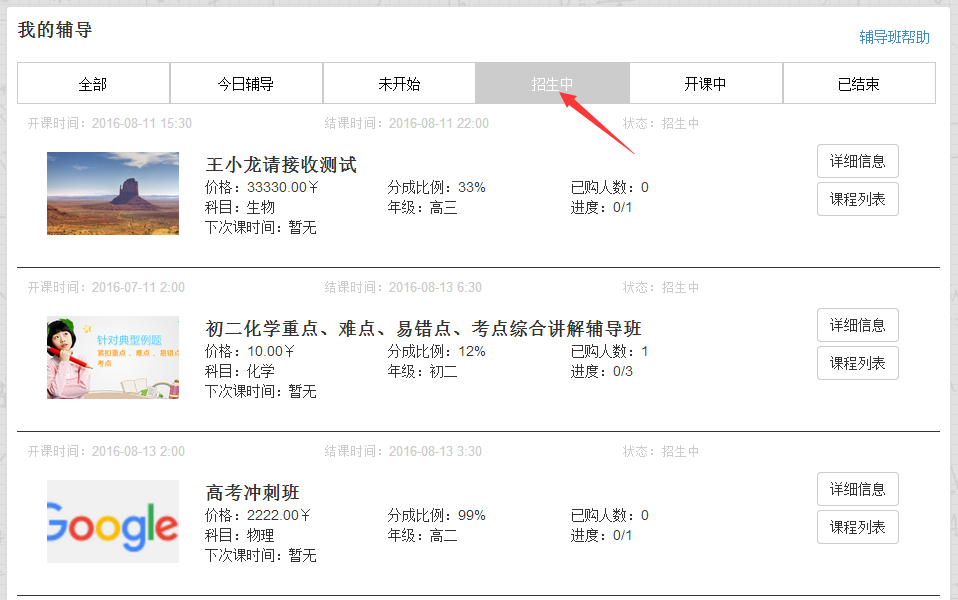 我的辅导
辅导班帮助
全部 今日辅导 未开始 招生中 开课中 已结束
开课时间：2016-08-11 15:30 结课时间：2016-08-11 22:00 状态：招生中
王小龙请接收测试
价格：33330.00￥ 分成比例：33% 已购人数：0
科目：生物 年级：高三 进度：0/1
下次课时间：暂无
详细信息
课程列表
开课时间：2016-07-11 2:00 结课时间：2016-08-13 6:30 状态：招生中
针对典型例题
紧扣重点、难点、易错点
考点
初二化学重点、难点、易错点、考点综合讲解辅导班
价格：10.00￥ 分成比例：12% 已购人数：1
科目：化学 年级：初二 进度：0/3
下次课时间：暂无
详细信息
课程列表
开课时间：2016-08-13 2:00 结课时间：2016-08-13 3:30 状态：招生中
Google
高考冲刺班
价格：2222.00￥ 分成比例：99% 已购人数：0
科目：物理 年级：高二 进度：0/1
下次课时间：暂无
详细信息
课程列表